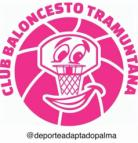 CLUB BALONCESTO TRAMUNTANA
@deporteadaptadopalma